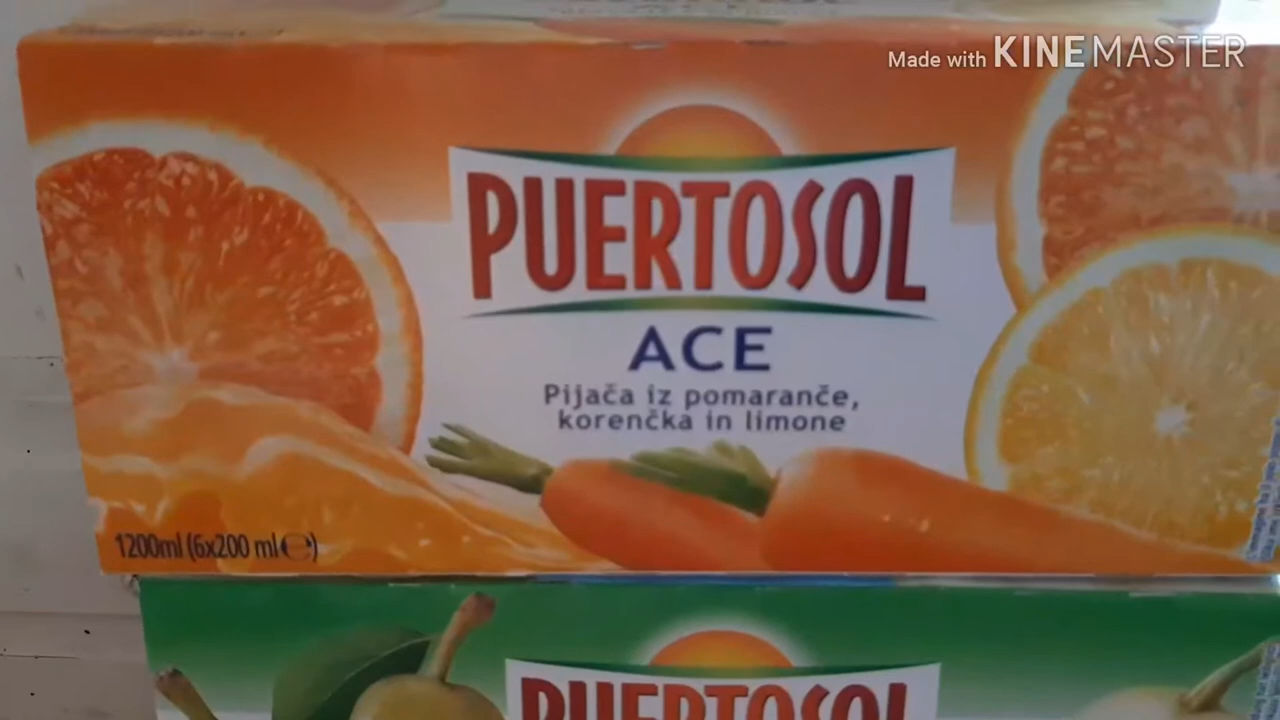 Made with KINEMASTER
PUERTOSOL
ACE
Pijača iz pomaranče,
korenčka in limone
1200ml (6x200 ml ℮)
PUERTOSOL